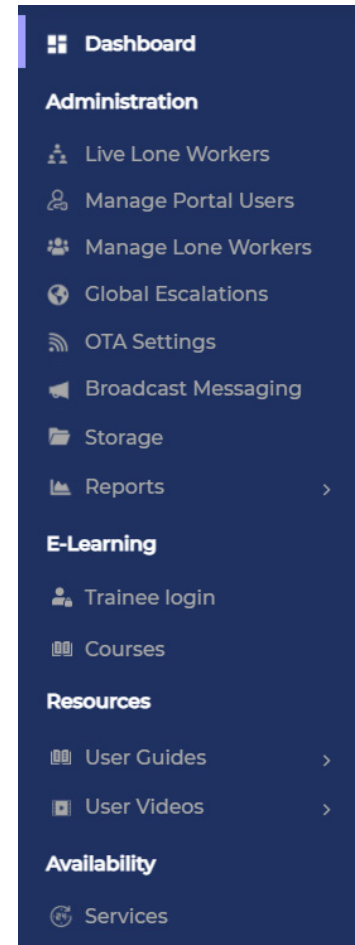 Dashboard
Administration
Live Lone Workers
Manage Portal Users
Manage Lone Workers
Global Escalations
OTA Settings
Broadcast Messaging
Storage
Reports
E-Learning
Trainee login
Courses
Resources
User Guides
User Videos
Availability
Services